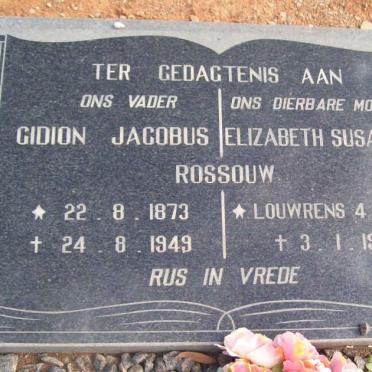 TER GEDAGTENIS AAN
ONS VADER
ONS DIERBARE MO
GIDION JACOBUS
ELIZABETH SUSA
ROSSOUW
★ 22 . 8 . 1873
★ LOUWRENS 4
† 24 . 8 . 1949
† 3 . 1 . 19
RUS IN VREDE